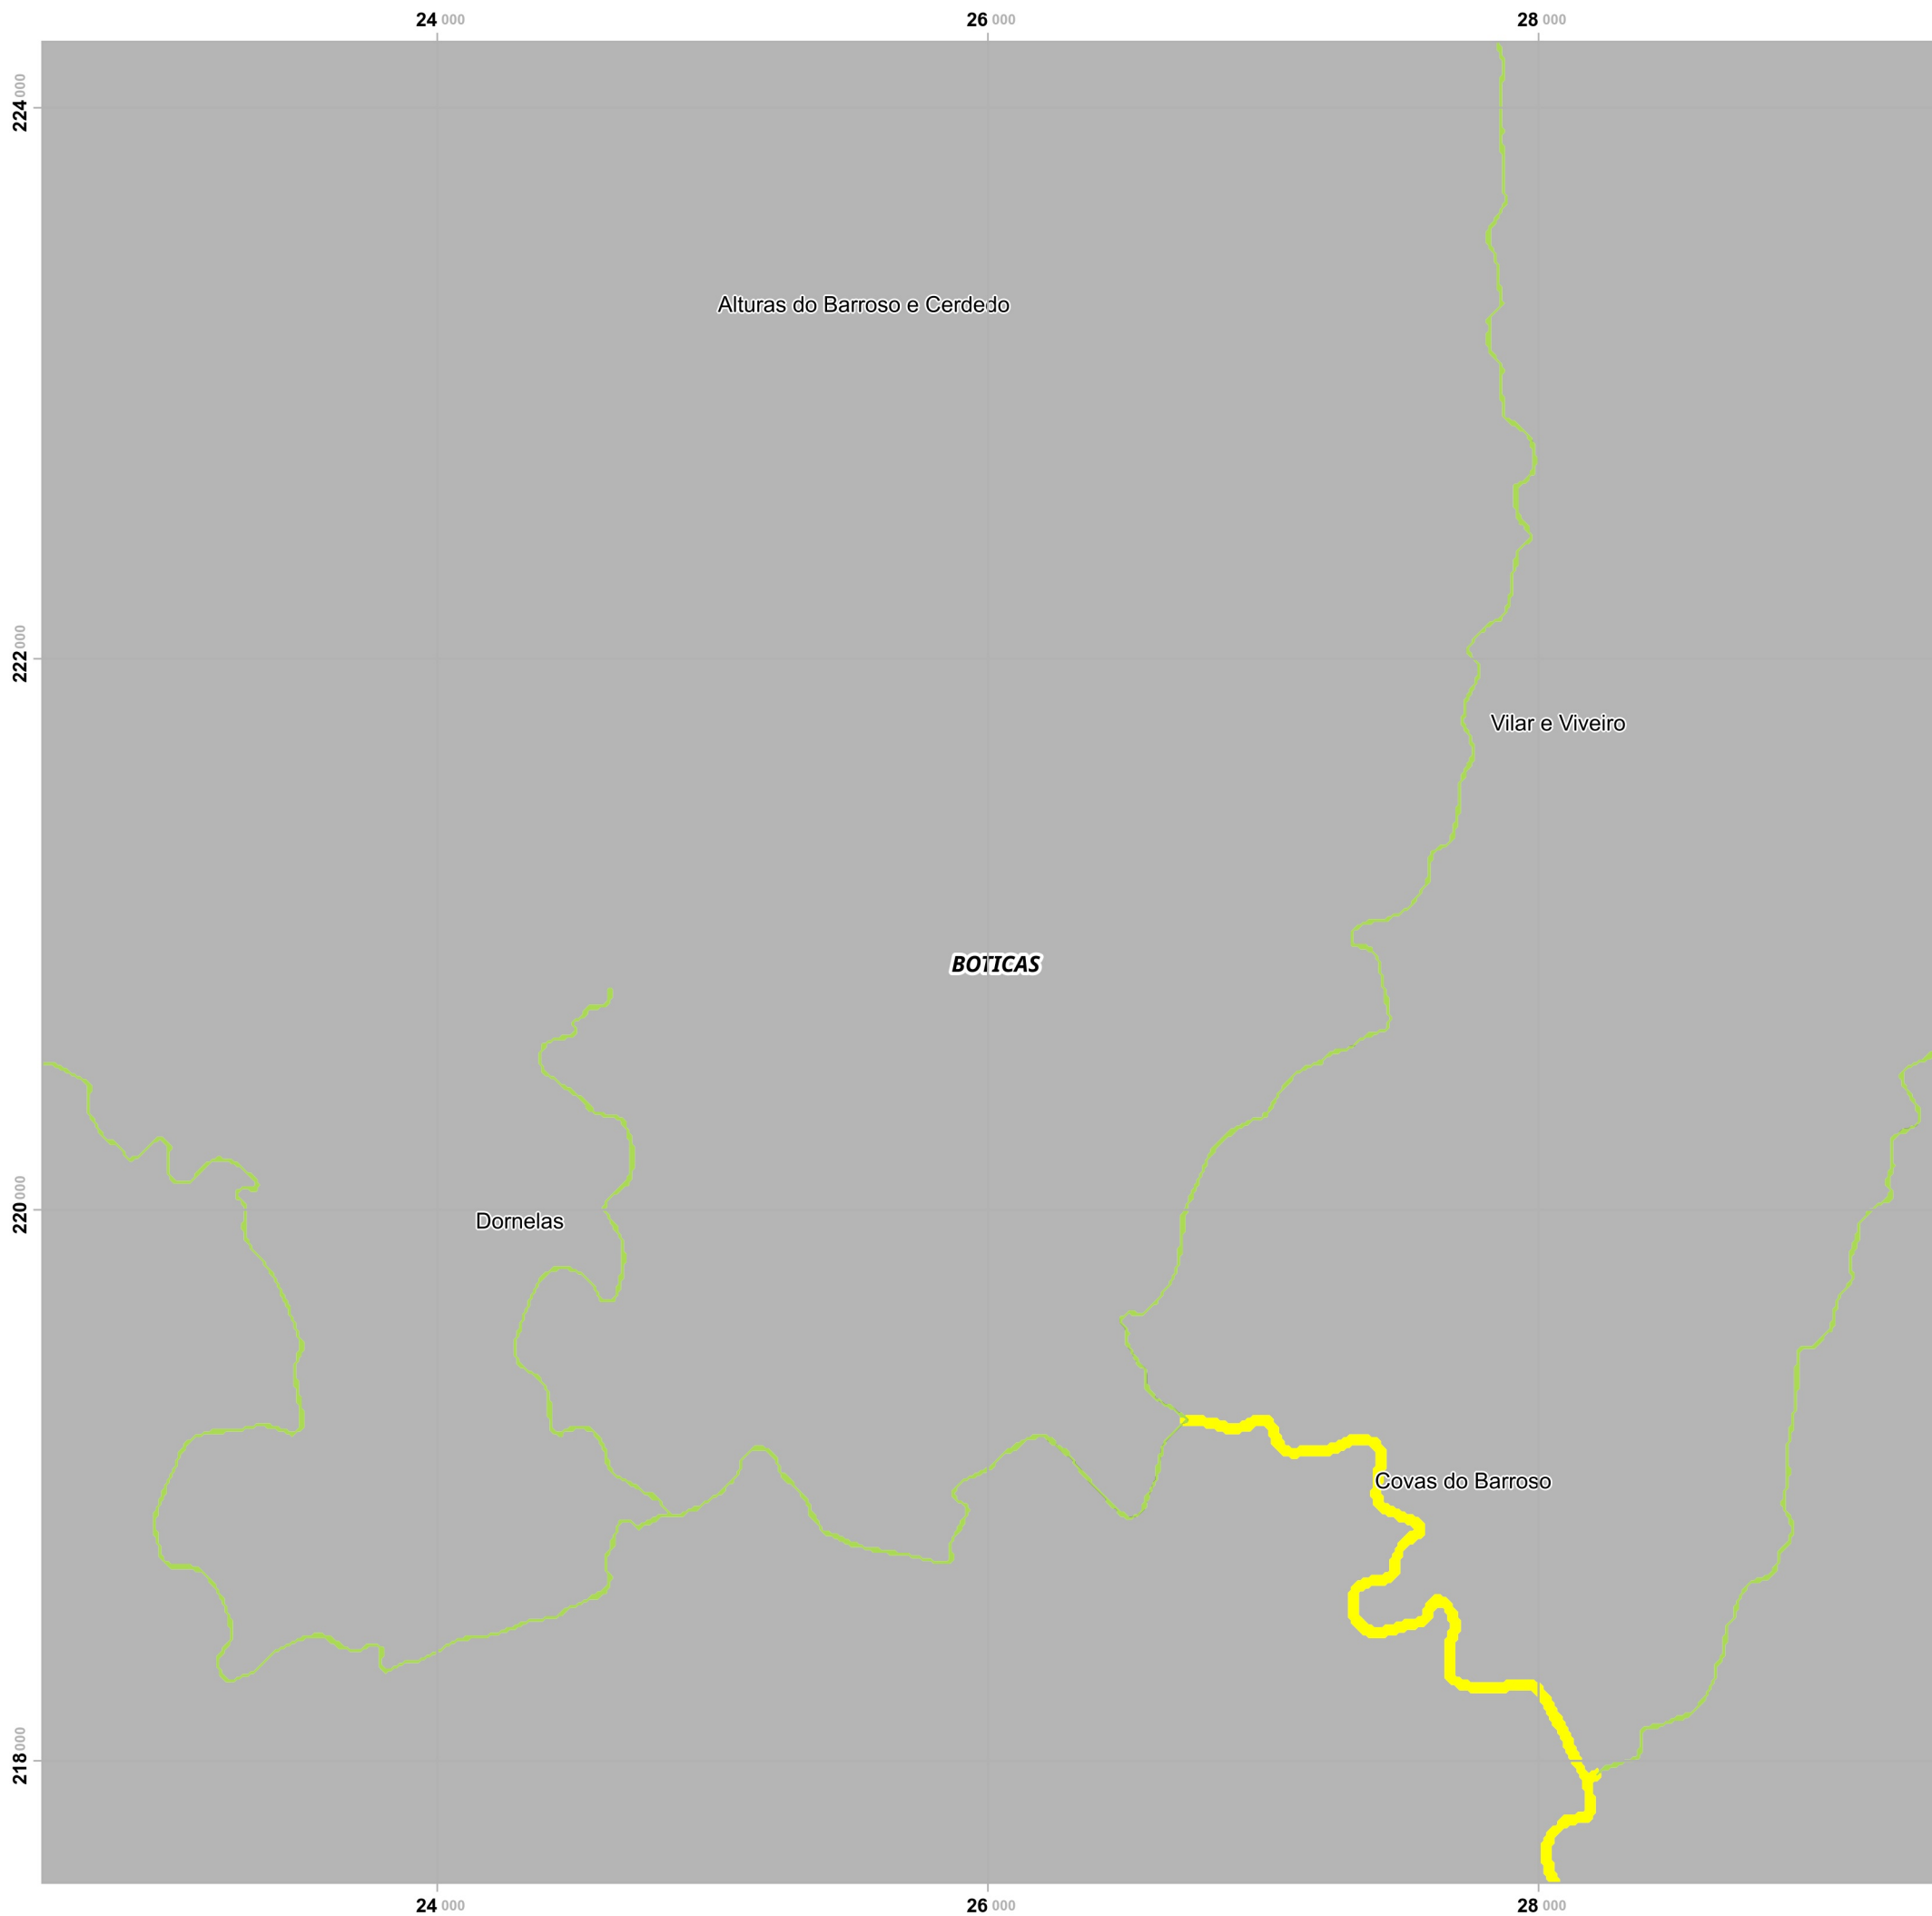 24 000 26 000 28 000
224 000
Alturas do Barroso e Cerdedo
222 000
Vilar e Viveiro
BOTICAS
220 000
Dornelas
Covas do Barroso
218 000
24 000 26 000 28 000